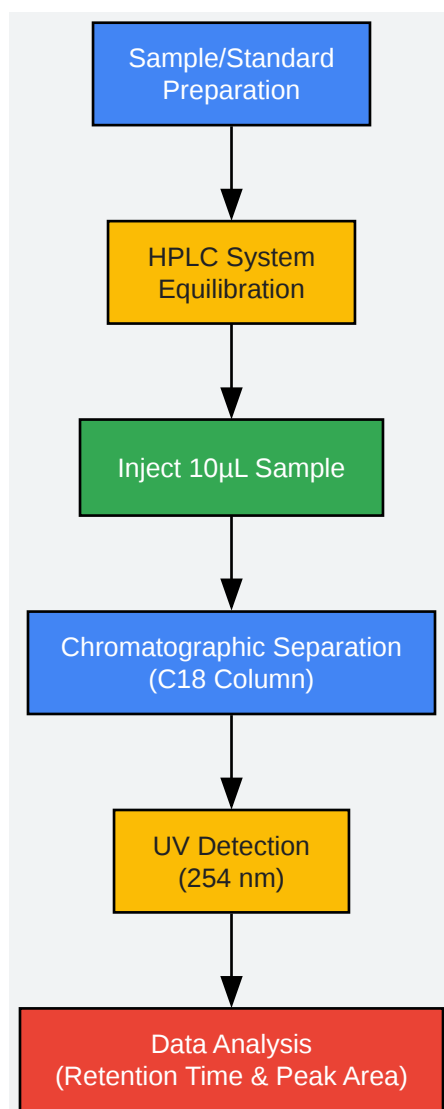 Sample/Standard
Preparation
HPLC System
Equilibration
Inject 10µL Sample
Chromatographic Separation
(C18 Column)
UV Detection
(254 nm)
Data Analysis
(Retention Time & Peak Area)